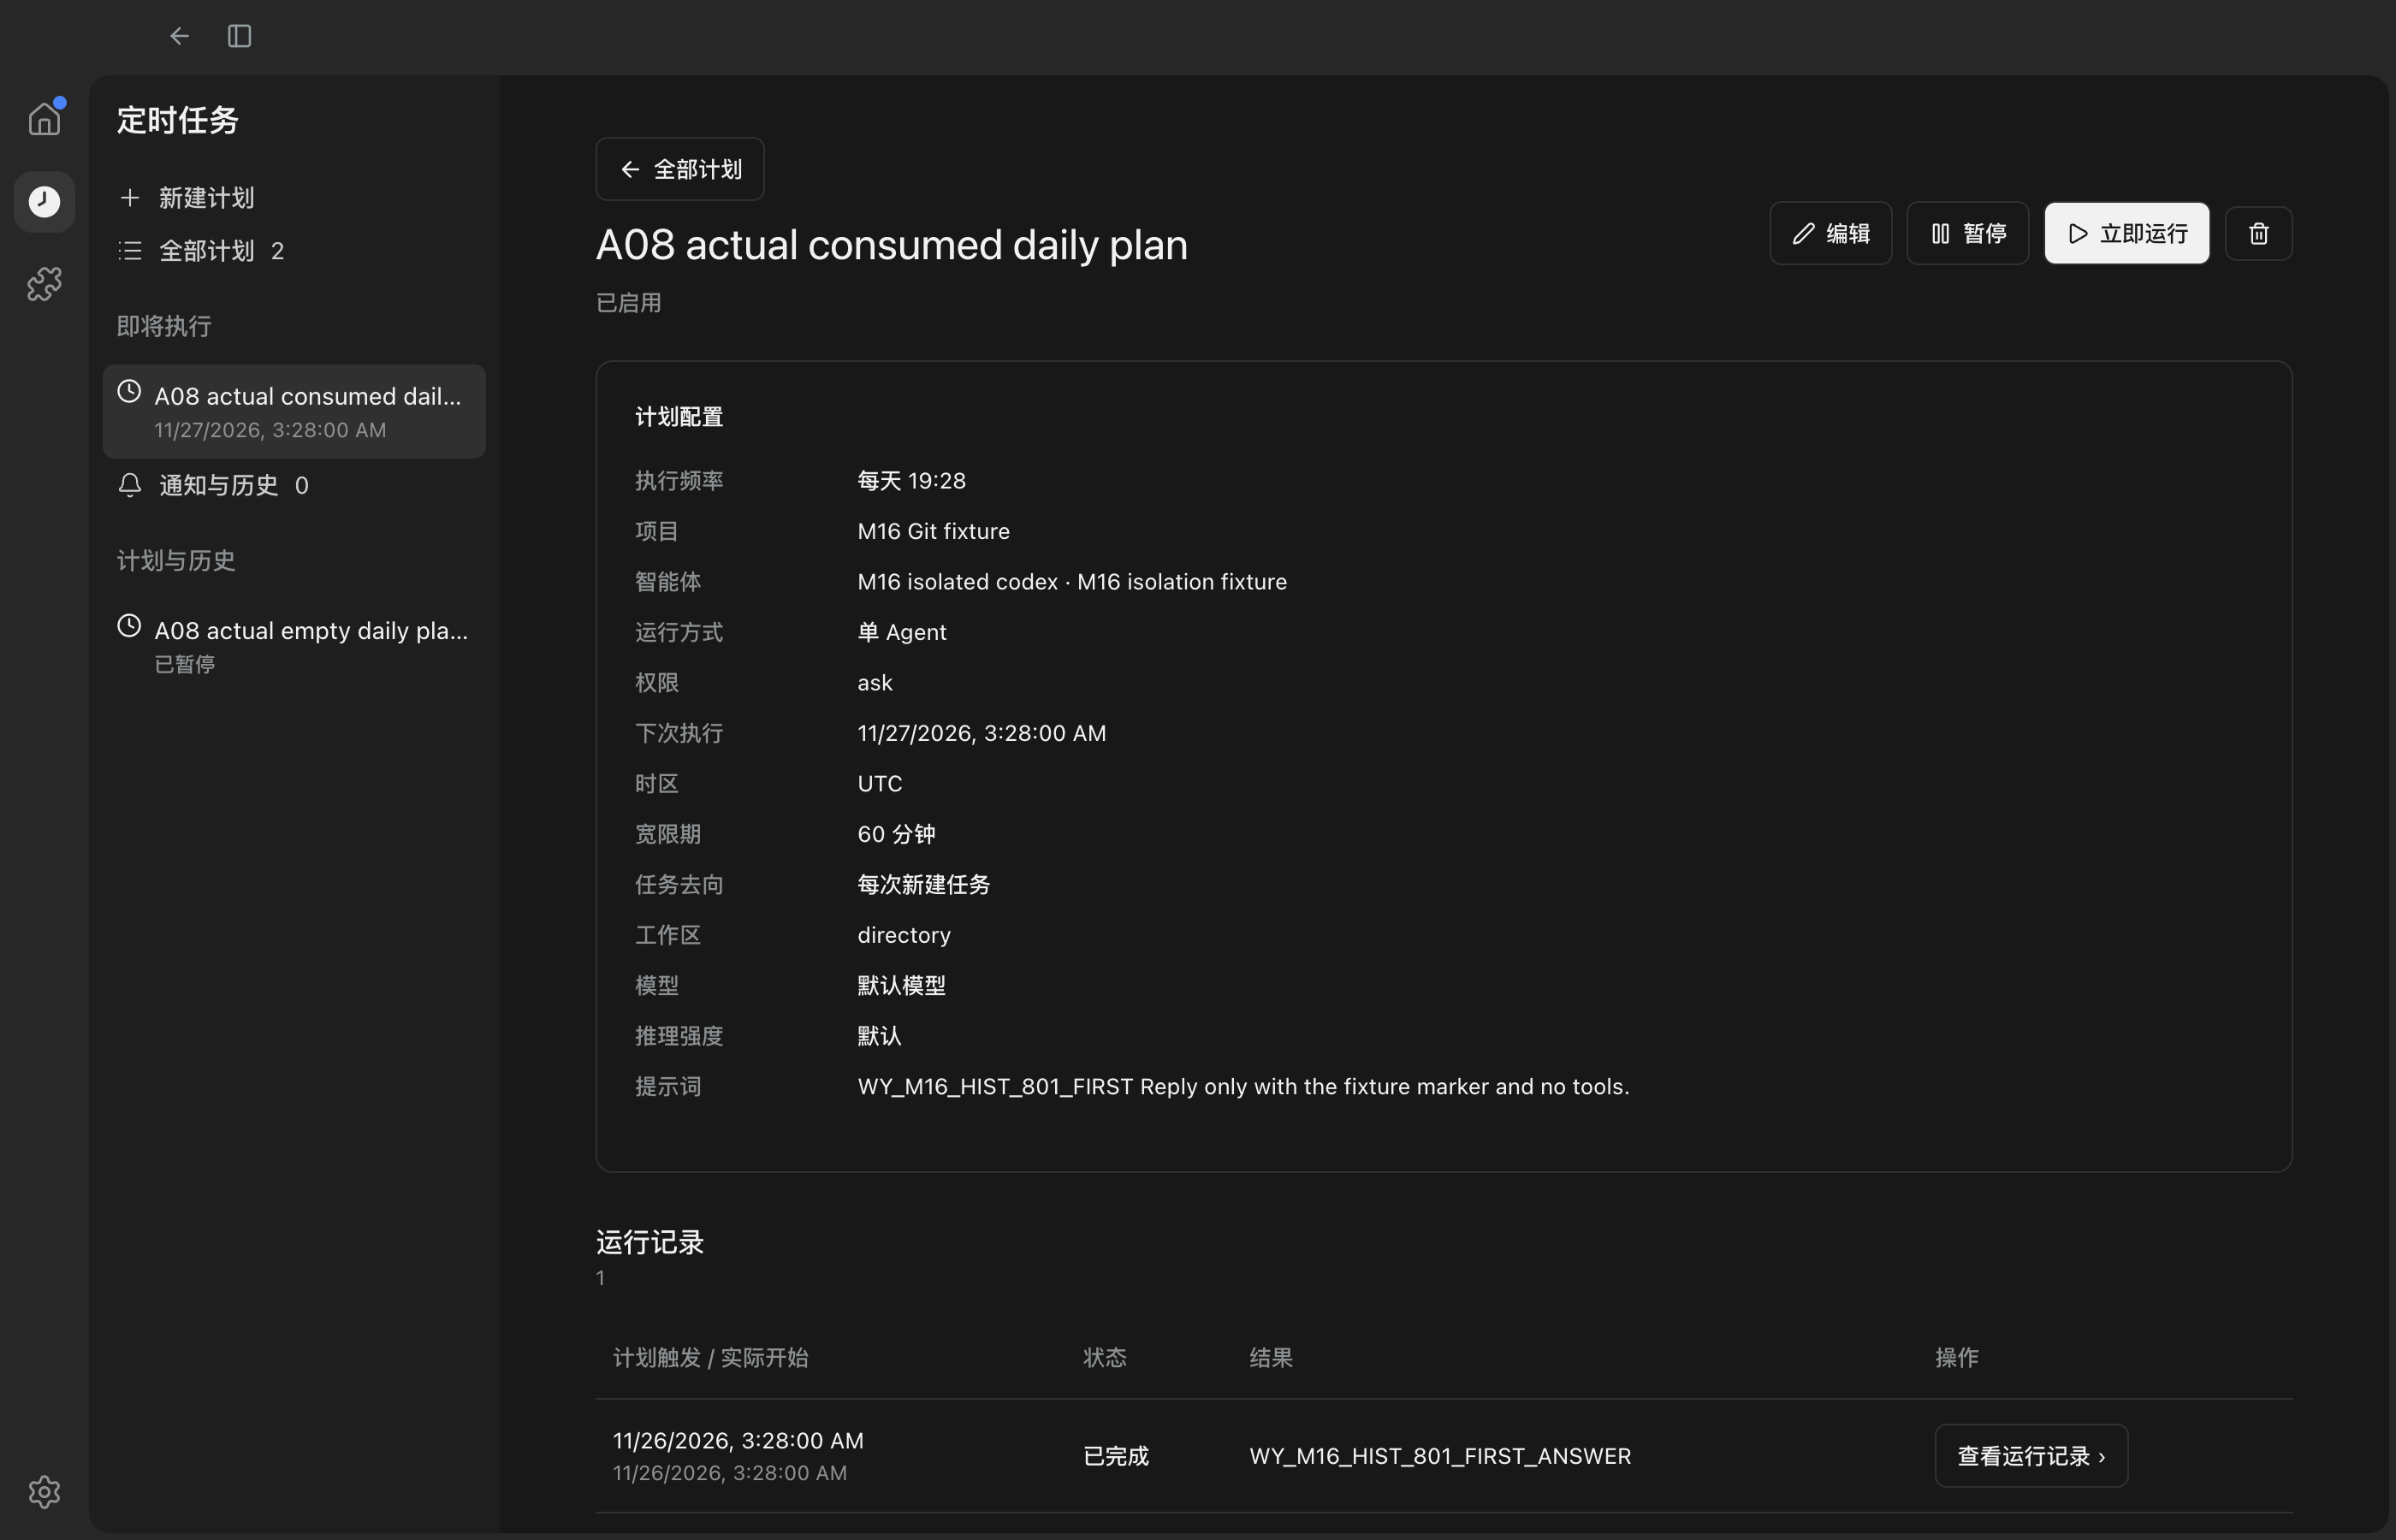 定时任务
新建计划
全部计划 2
即将执行
A08 actual consumed dail...
11/27/2026, 3:28:00 AM
通知与历史 0
计划与历史
A08 actual empty daily pla...
已暂停
全部计划
A08 actual consumed daily plan
已启用
编辑
暂停
立即运行
计划配置
执行频率 每天 19:28
项目 M16 Git fixture
智能体 M16 isolated codex · M16 isolation fixture
运行方式 单 Agent
权限 ask
下次执行 11/27/2026, 3:28:00 AM
时区 UTC
宽限期 60 分钟
任务去向 每次新建任务
工作区 directory
模型 默认模型
推理强度 默认
提示词 WY_M16_HIST_801_FIRST Reply only with the fixture marker and no tools.
运行记录
1
计划触发 / 实际开始 状态 结果 操作
11/26/2026, 3:28:00 AM
11/26/2026, 3:28:00 AM
已完成
WY_M16_HIST_801_FIRST_ANSWER
查看运行记录 ›